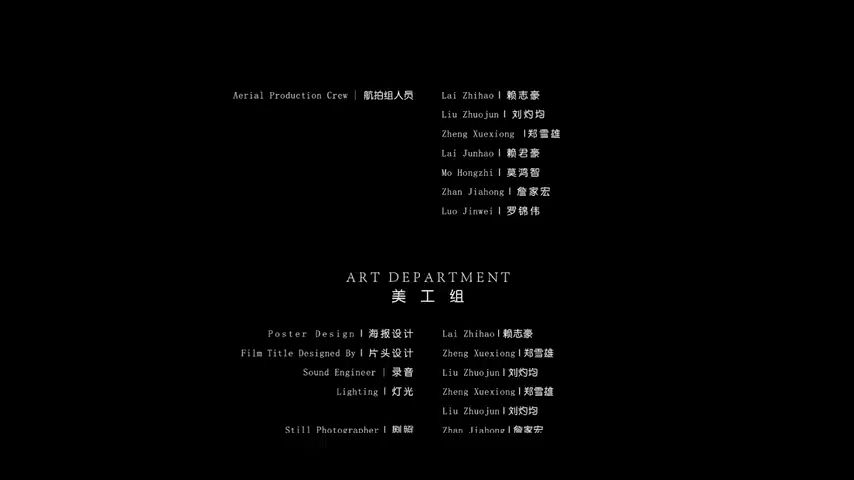 Aerial Production Crew | 航拍组人员 Lai Zhihao | 赖志豪
Liu Zhuojun | 刘灼均
Zheng Xuexiong | 郑雪雄
Lai Junhao | 赖君豪
Mo Hongzhi | 莫鸿智
Zhan Jiahong | 詹家宏
Luo Jinwei | 罗锦伟
ART DEPARTMENT
美工组
Poster Design | 海报设计 Lai Zhihao | 赖志豪
Film Title Designed By | 片头设计 Zheng Xuexiong | 郑雪雄
Sound Engineer | 录音 Liu Zhuojun | 刘灼均
Lighting | 灯光 Zheng Xuexiong | 郑雪雄
Liu Zhuojun | 刘灼均
Still Photographer | 剧照 Zhan Jiahong | 詹家宏